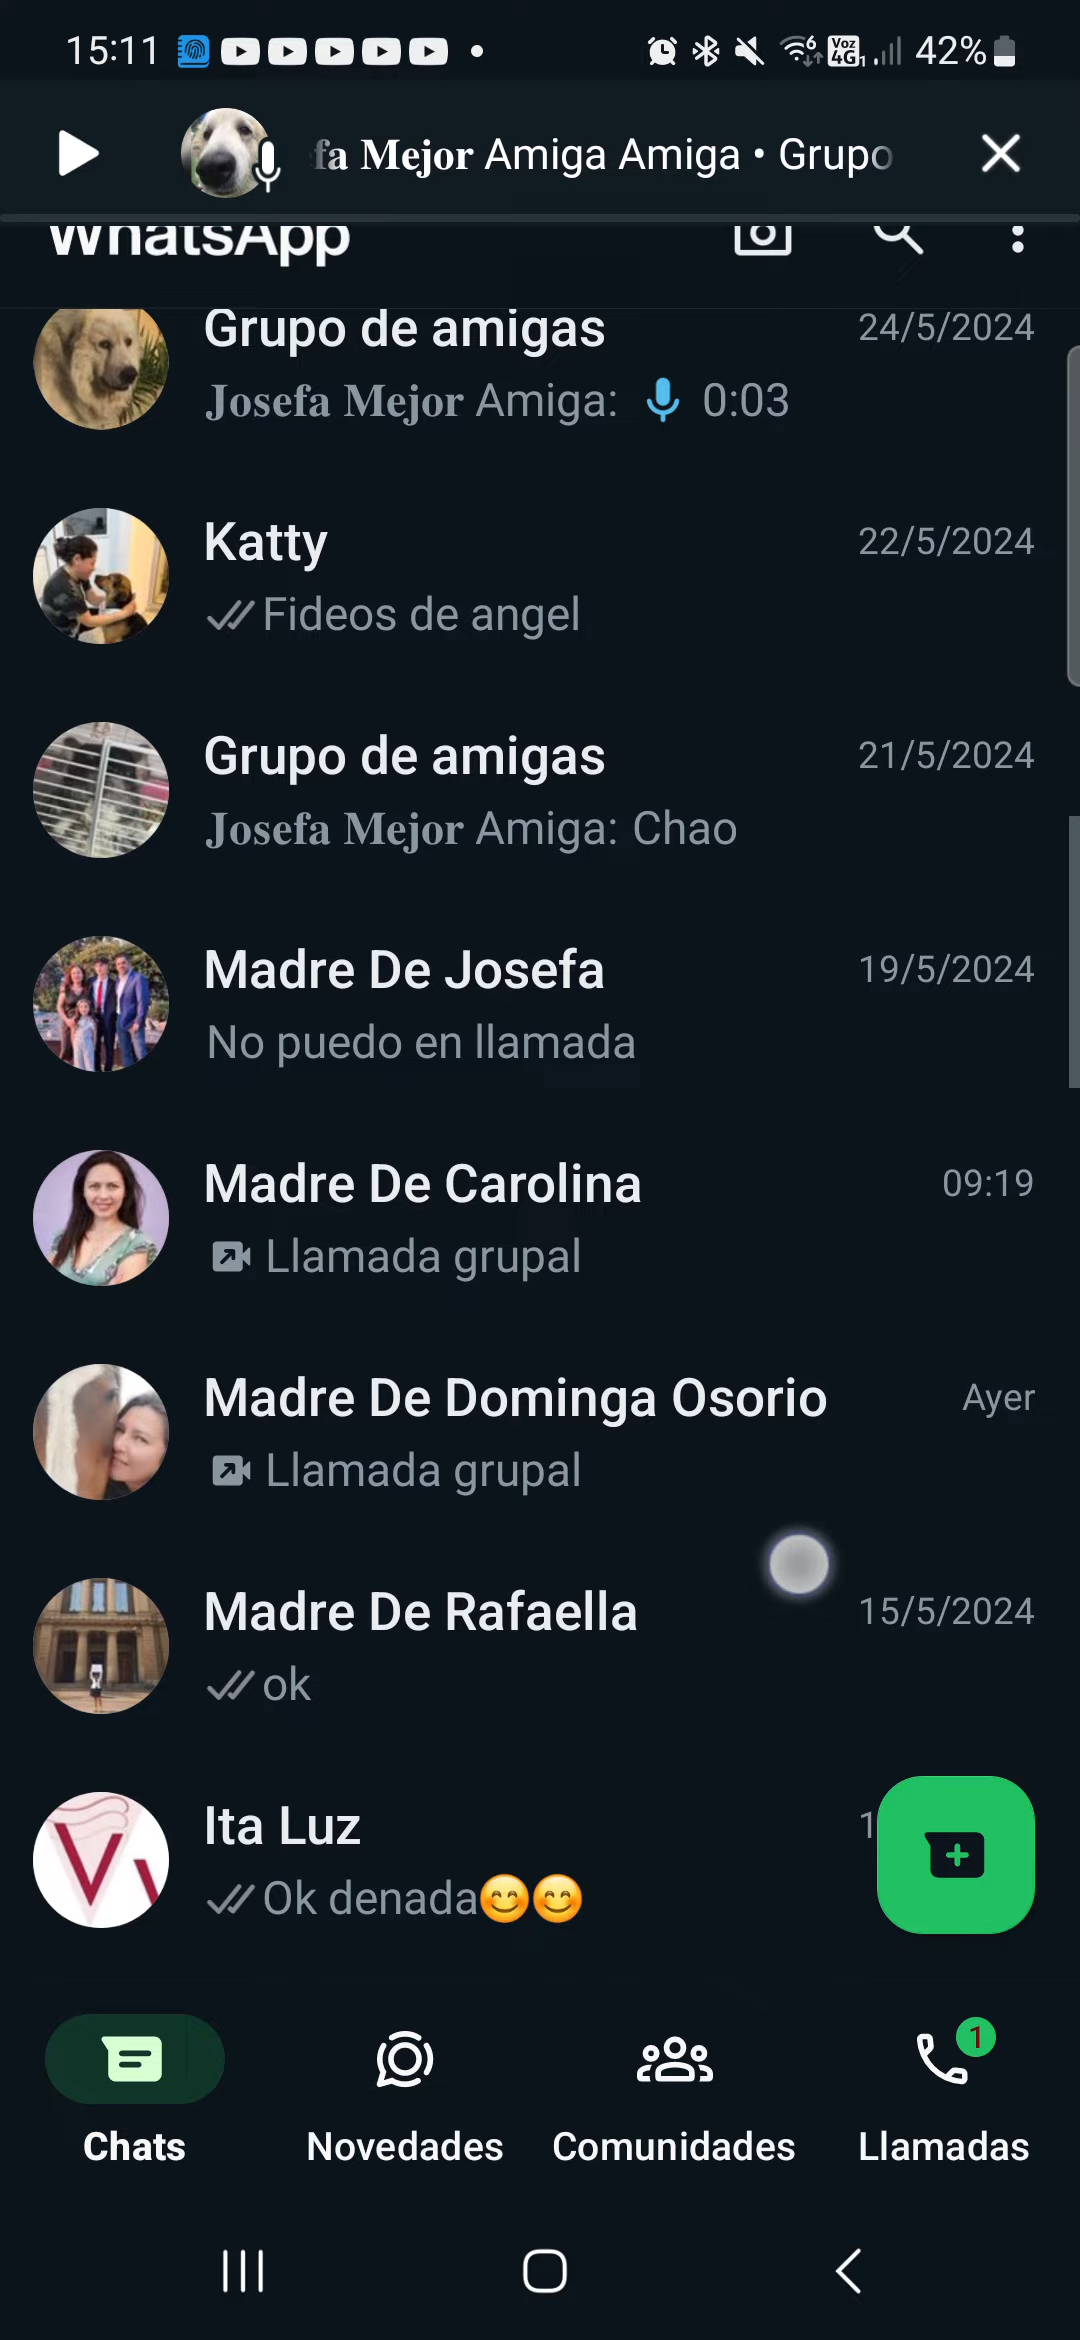 15:11
Voz 4G 1 42%
fa Mejor Amiga Amiga • Grupo
WhatsApp
Grupo de amigas 24/5/2024
Josefa Mejor Amiga: 0:03
Katty 22/5/2024
Fideos de angel
Grupo de amigas 21/5/2024
Josefa Mejor Amiga: Chao
Madre De Josefa 19/5/2024
No puedo en llamada
Madre De Carolina 09:19
Llamada grupal
Madre De Dominga Osorio Ayer
Llamada grupal
Madre De Rafaella 15/5/2024
ok
Ita Luz 1
Ok denada😊😊
1
Chats Novedades Comunidades Llamadas